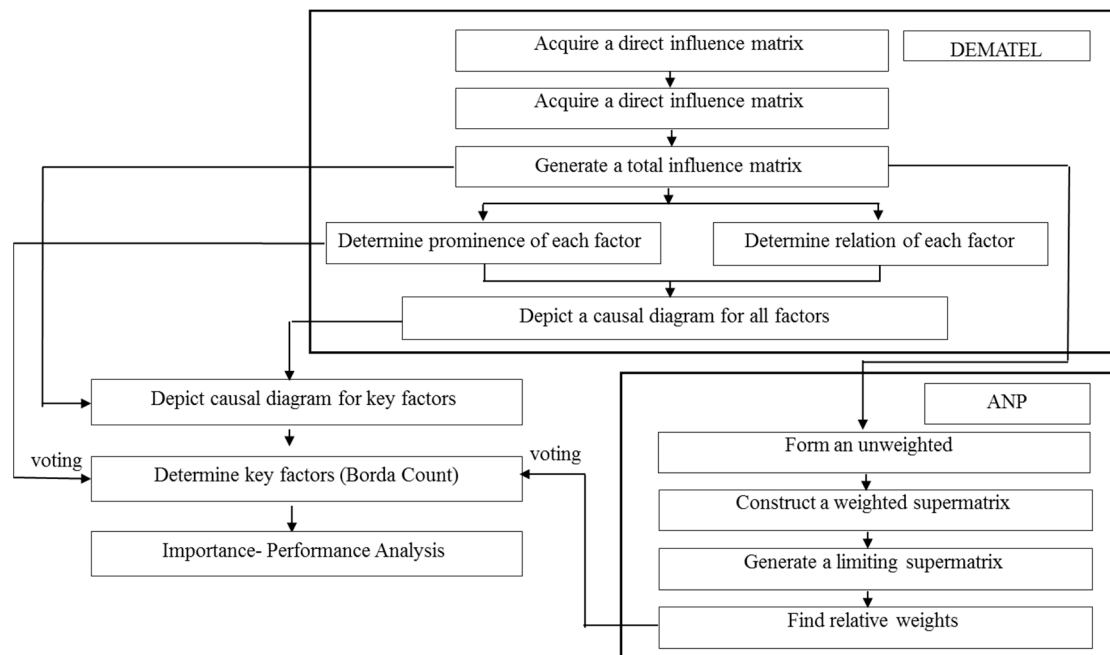 Acquire a direct influence matrix
DEMATEL
Acquire a direct influence matrix
Generate a total influence matrix
Determine prominence of each factor
Determine relation of each factor
Depict a causal diagram for all factors
Depict causal diagram for key factors
ANP
Form an unweighted
voting
Determine key factors (Borda Count)
voting
Construct a weighted supermatrix
Importance- Performance Analysis
Generate a limiting supermatrix
Find relative weights